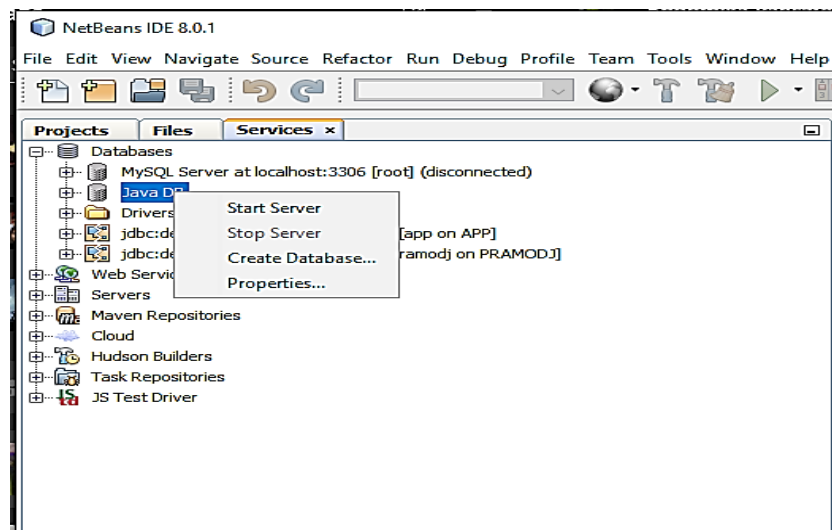 NetBeans IDE 8.0.1
File Edit View Navigate Source Refactor Run Debug Profile Team Tools Window Help
Projects Files Services ×
Databases
MySQL Server at localhost:3306 [root] (disconnected)
Java DB
Start Server
Drivers
jdbc:de
Stop Server
[app on APP]
jdbc:de
Create Database...
ramodj on PRAMODJ]
Web Servic
Properties...
Servers
Maven Repositories
Cloud
Hudson Builders
Task Repositories
JS Test Driver